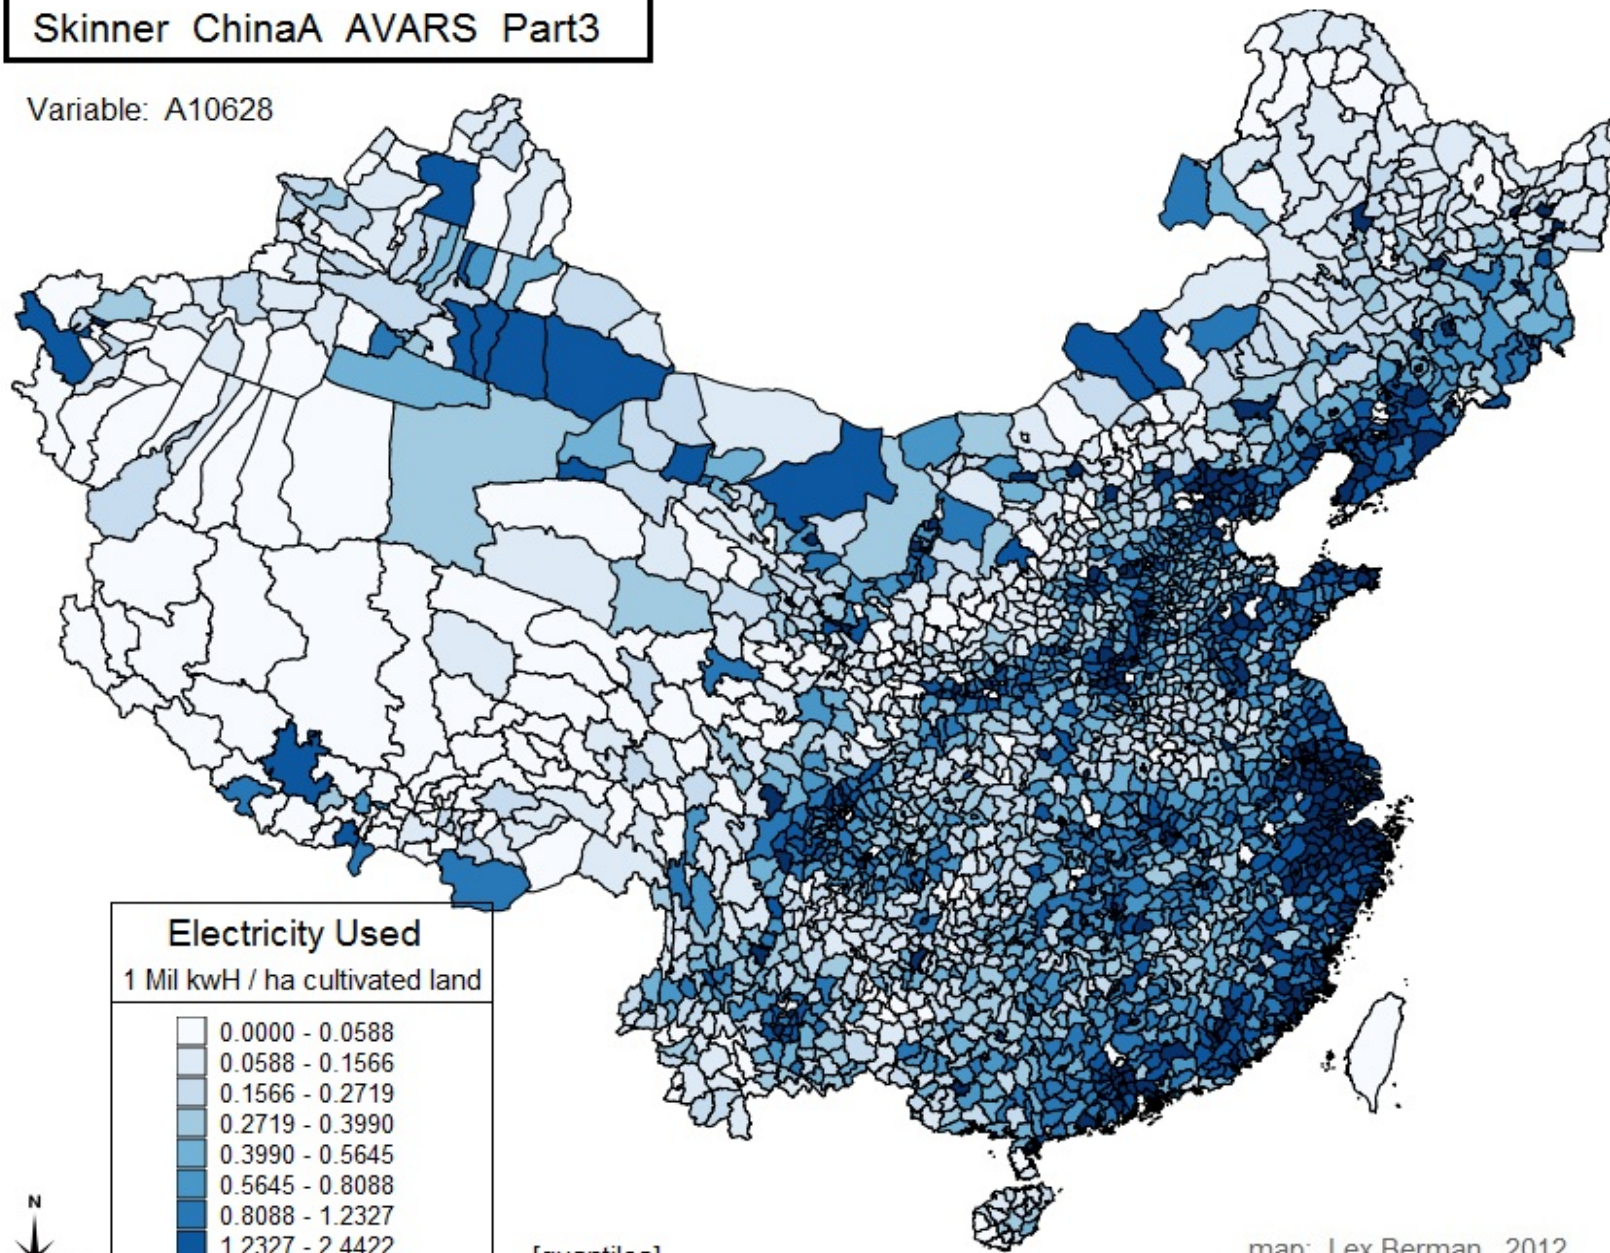 Skinner ChinaA AVARS Part3
Variable: A10628
Electricity Used
1 Mil kwH / ha cultivated land
0.0000 - 0.0588
0.0588 - 0.1566
0.1566 - 0.2719
0.2719 - 0.3990
0.3990 - 0.5645
0.5645 - 0.8088
0.8088 - 1.2327
1.2327 - 2.4422
N
[quantiles]
map: Lex Berman, 2012